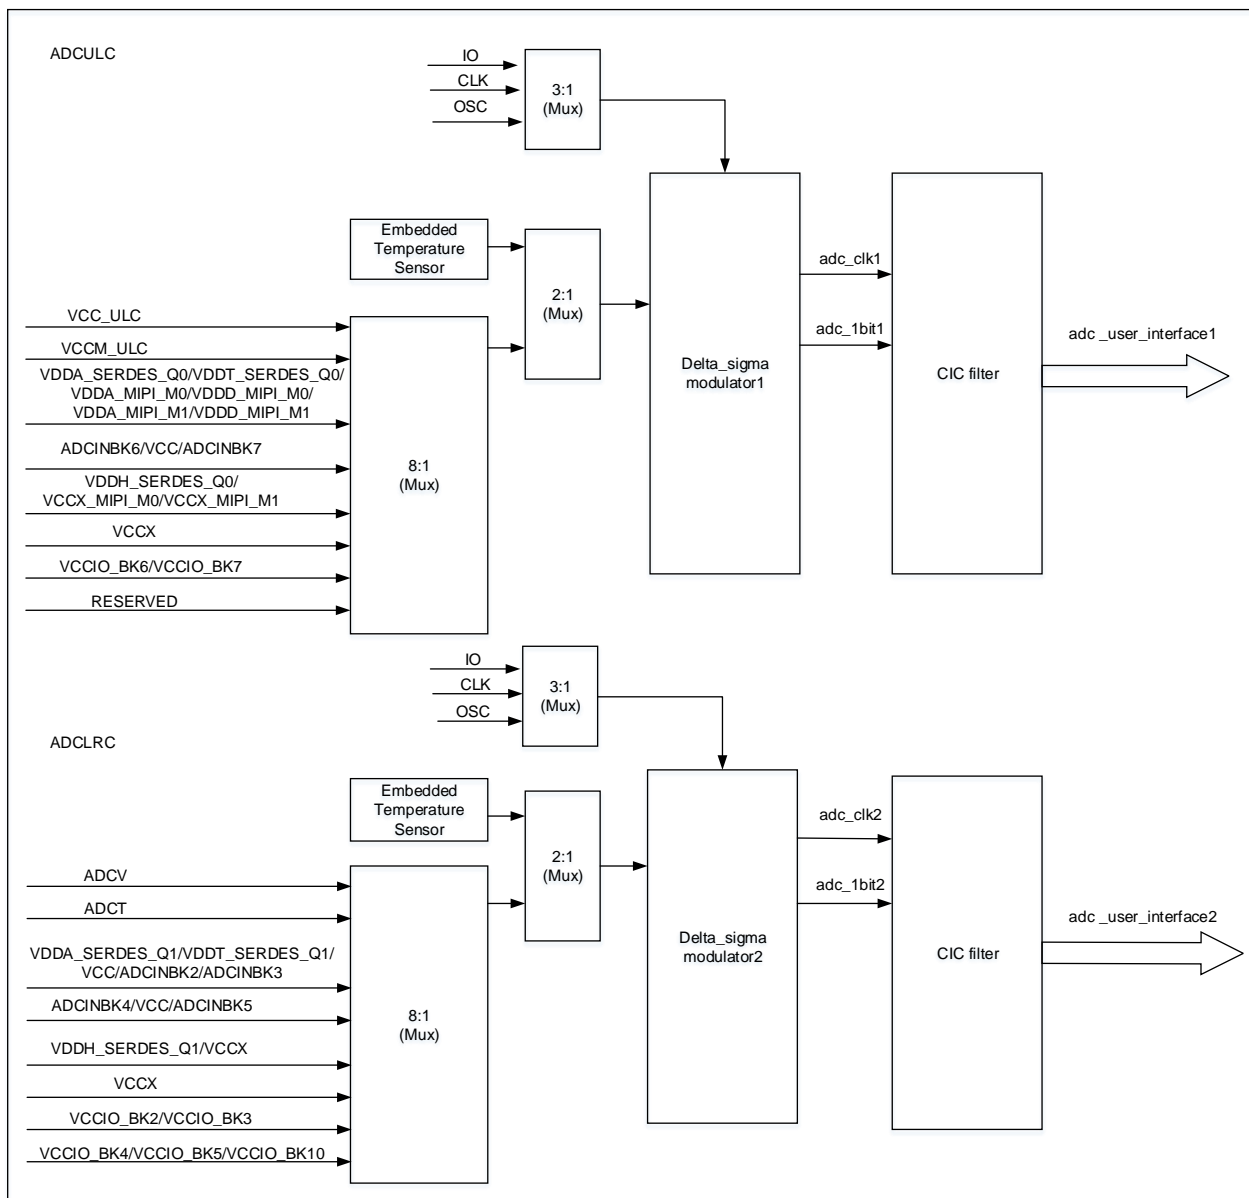 ADCULC
IO
CLK
OSC
3:1
(Mux)
Embedded
Temperature
Sensor
2:1
(Mux)
VCC_ULC
VCCM_ULC
VDDA_SERDES_Q0/VDDT_SERDES_Q0/
VDDA_MIPI_M0/VDDD_MIPI_M0/
VDDA_MIPI_M1/VDDD_MIPI_M1
ADCINBK6/VCC/ADCINBK7
VDDH_SERDES_Q0/
VCCX_MIPI_M0/VCCX_MIPI_M1
VCCX
VCCIO_BK6/VCCIO_BK7
RESERVED
8:1
(Mux)
Delta_sigma
modulator1
adc_clk1
adc_1bit1
CIC filter
adc _user_interface1
ADCLRC
IO
CLK
OSC
3:1
(Mux)
Embedded
Temperature
Sensor
2:1
(Mux)
ADCV
ADCT
VDDA_SERDES_Q1/VDDT_SERDES_Q1/
VCC/ADCINBK2/ADCINBK3
ADCINBK4/VCC/ADCINBK5
VDDH_SERDES_Q1/VCCX
VCCX
VCCIO_BK2/VCCIO_BK3
VCCIO_BK4/VCCIO_BK5/VCCIO_BK10
8:1
(Mux)
Delta_sigma
modulator2
adc_clk2
adc_1bit2
CIC filter
adc _user_interface2